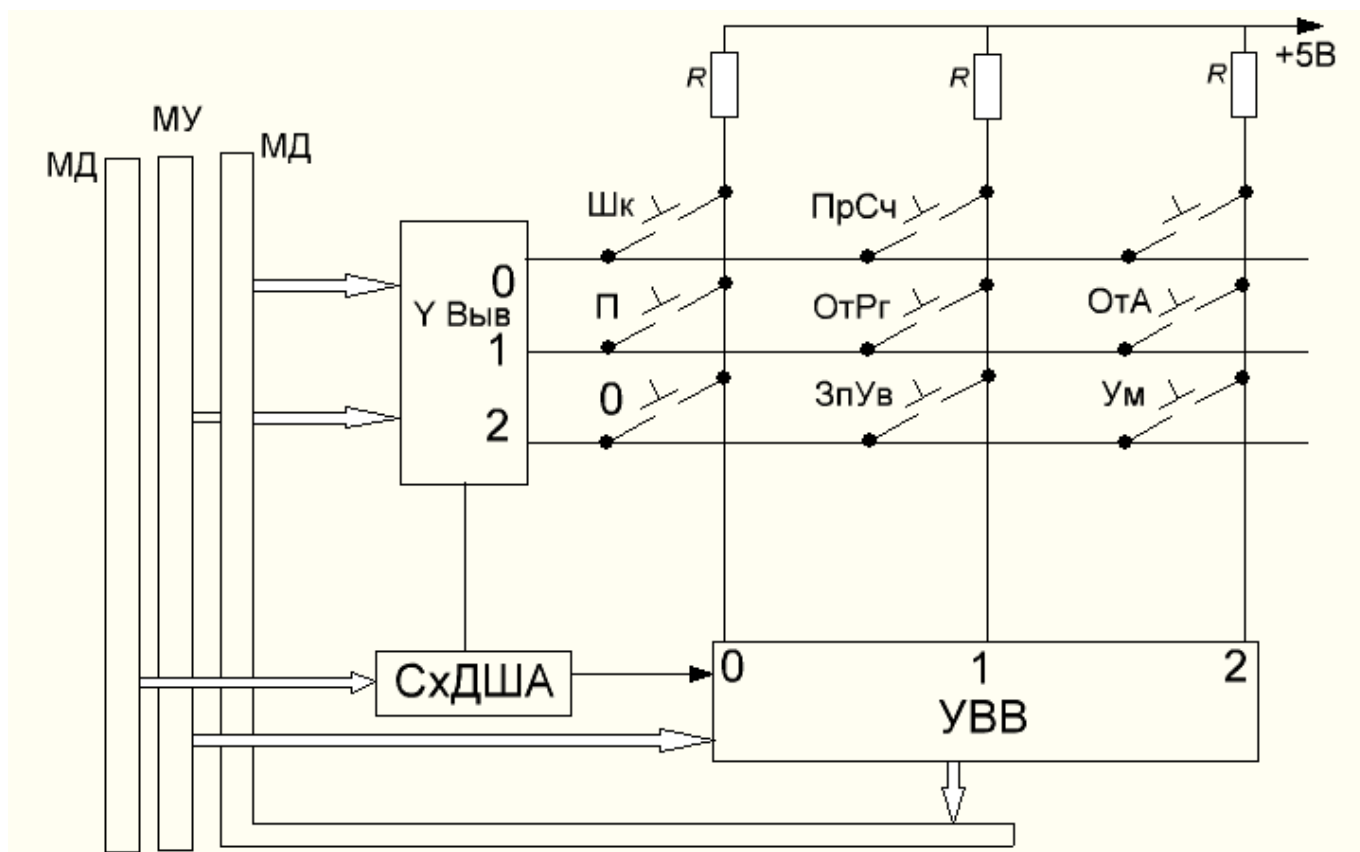 +5В
R R R
МУ
МД МД
Шк ПрСч
0
П ОтРг ОтА
Y Выв
1
0 ЗпУв Ум
2
СхДША 0 1 2
УВВ